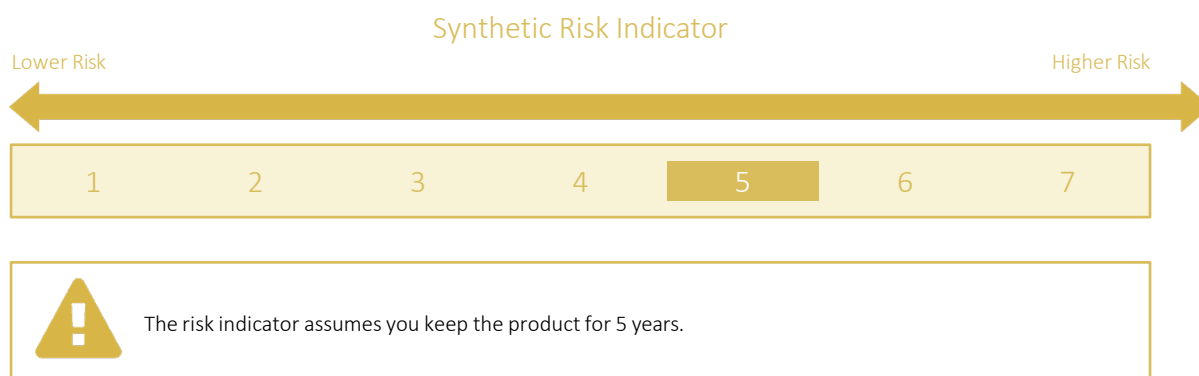 Synthetic Risk Indicator
Lower Risk Higher Risk
1 2 3 4 5 6 7
The risk indicator assumes you keep the product for 5 years.